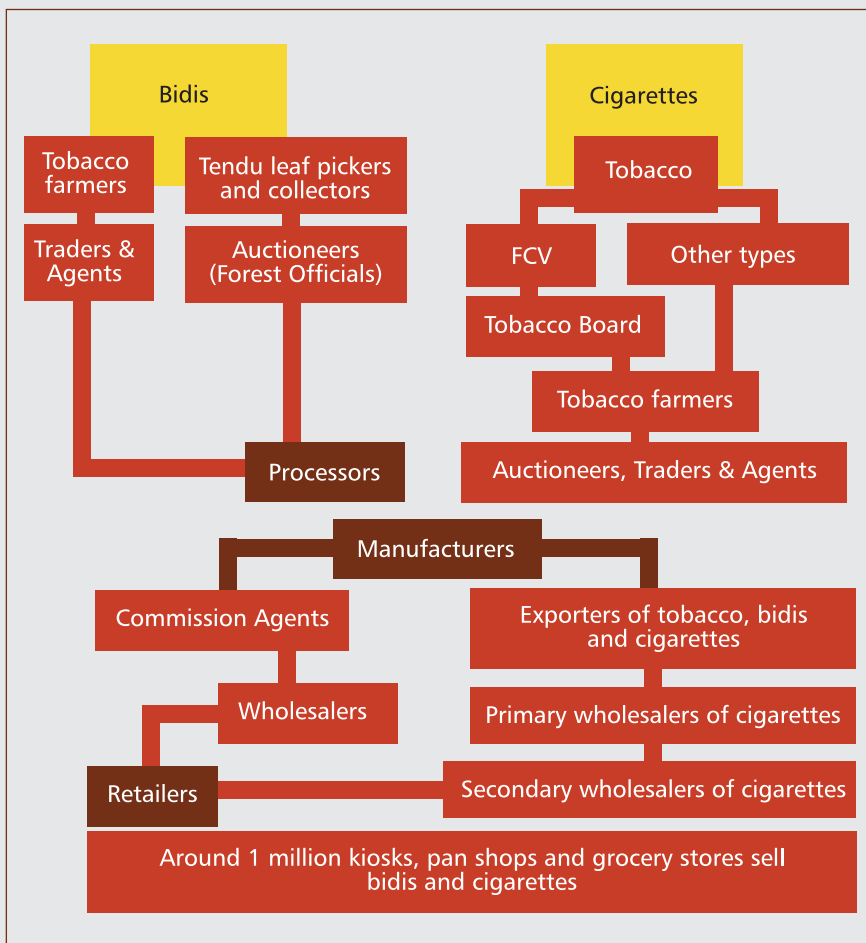 Bidis
Cigarettes
Tobacco
farmers
Tendu leaf pickers
and collectors
Tobacco
Traders &
Agents
Auctioneers
(Forest Officials)
FCV
Other types
Tobacco Board
Tobacco farmers
Processors
Auctioneers, Traders & Agents
Manufacturers
Commission Agents
Exporters of tobacco, bidis
and cigarettes
Wholesalers
Primary wholesalers of cigarettes
Retailers
Secondary wholesalers of cigarettes
Around 1 million kiosks, pan shops and grocery stores sell
bidis and cigarettes